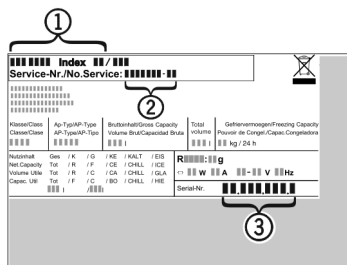 1
Index /
Service-Nr./No.Service: -
2
Klasse/Class Ap-Typ/AP-Type Bruttoinhalt/Gross Capacity Total Gefriervermoegen/Freezing Capacity
Classe/Clase AP-Type/AP-Tipo Volume Brut/Capacidad Bruta volume Pouvoir de Congel./Capac.Congeladora
l l kg / 24 h
Nutzinhalt Ges / K / G / KE / KALT / EIS
Net Capacity Tot / R / F / CE / CHILL / ICE
Volume Utile Tot / R / C / CA / CHILL / GLA
Capac. Util Tot / F / C / BO / CHILL / HIE
l / l
R : g
W A - V Hz
Serial-Nr. . . .
3